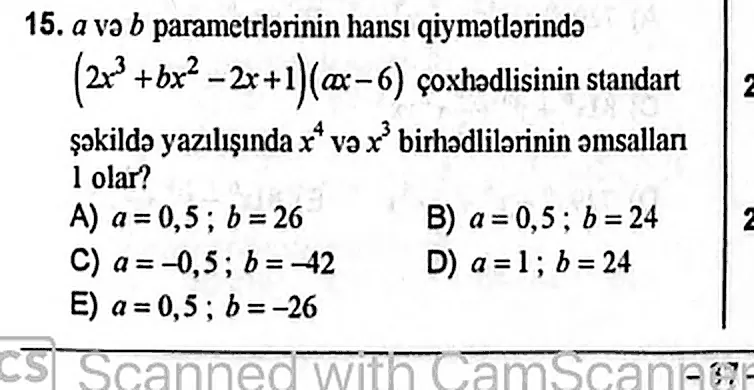 15. a və b parametrlərinin hansı qiymətlərində
(2x³ + bx² − 2x + 1)(ax − 6) çoxhədlisinin standart
şəkildə yazılışında x⁴ və x³ birhədlilərinin əmsalları
1 olar?
A) a = 0,5 ; b = 26
B) a = 0,5 ; b = 24
C) a = −0,5 ; b = −42
D) a = 1 ; b = 24
E) a = 0,5 ; b = −26
2
2
CS Scanned with CamScanner